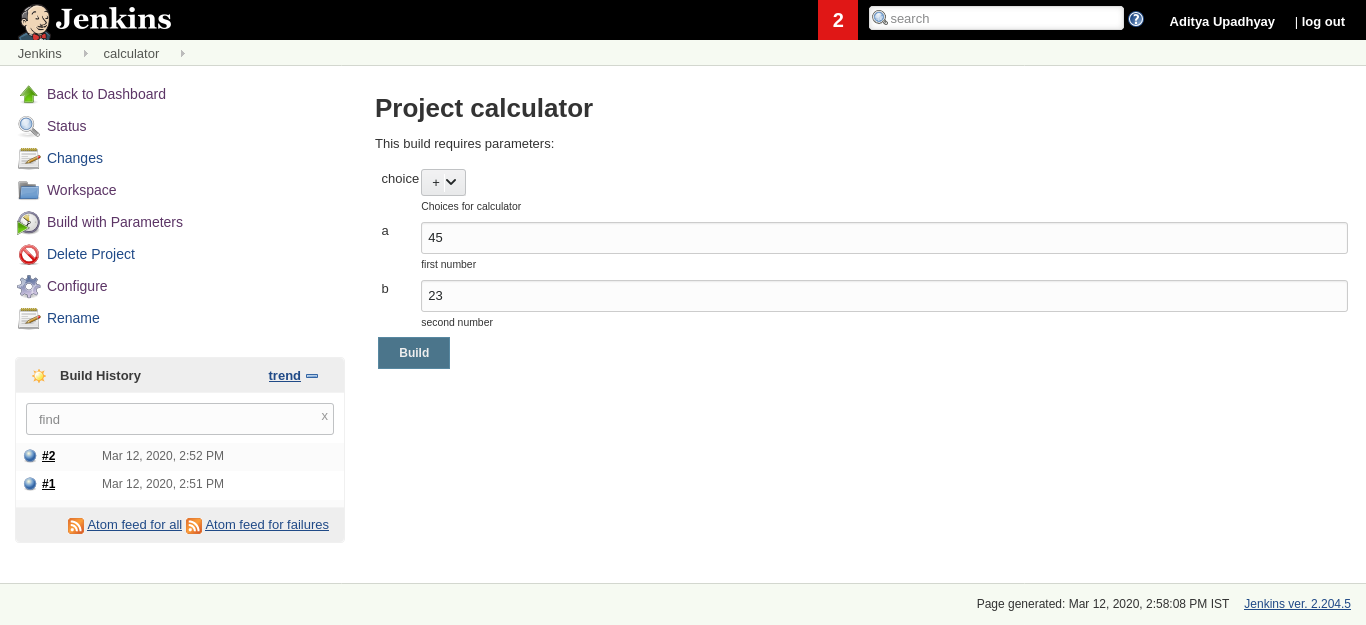 Jenkins
2
search
?
Aditya Upadhyay
| log out
Jenkins
calculator
Back to Dashboard
Status
Changes
Workspace
Build with Parameters
Delete Project
Configure
Rename
Build History
trend
find
x
#2 Mar 12, 2020, 2:52 PM
#1 Mar 12, 2020, 2:51 PM
Atom feed for all Atom feed for failures
Project calculator
This build requires parameters:
choice +
Choices for calculator
a 45
first number
b 23
second number
Build
Page generated: Mar 12, 2020, 2:58:08 PM IST Jenkins ver. 2.204.5